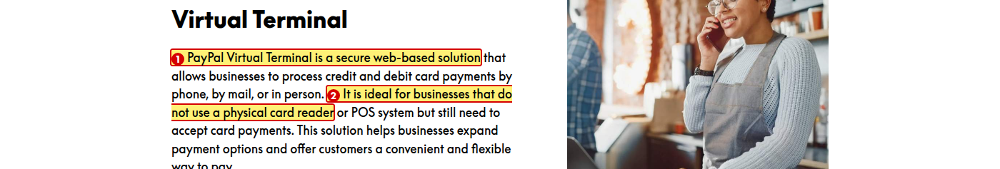 Virtual Terminal
1 PayPal Virtual Terminal is a secure web-based solution that
allows businesses to process credit and debit card payments by
phone, by mail, or in person. 2 It is ideal for businesses that do
not use a physical card reader or POS system but still need to
accept card payments. This solution helps businesses expand
payment options and offer customers a convenient and flexible
way to pay.